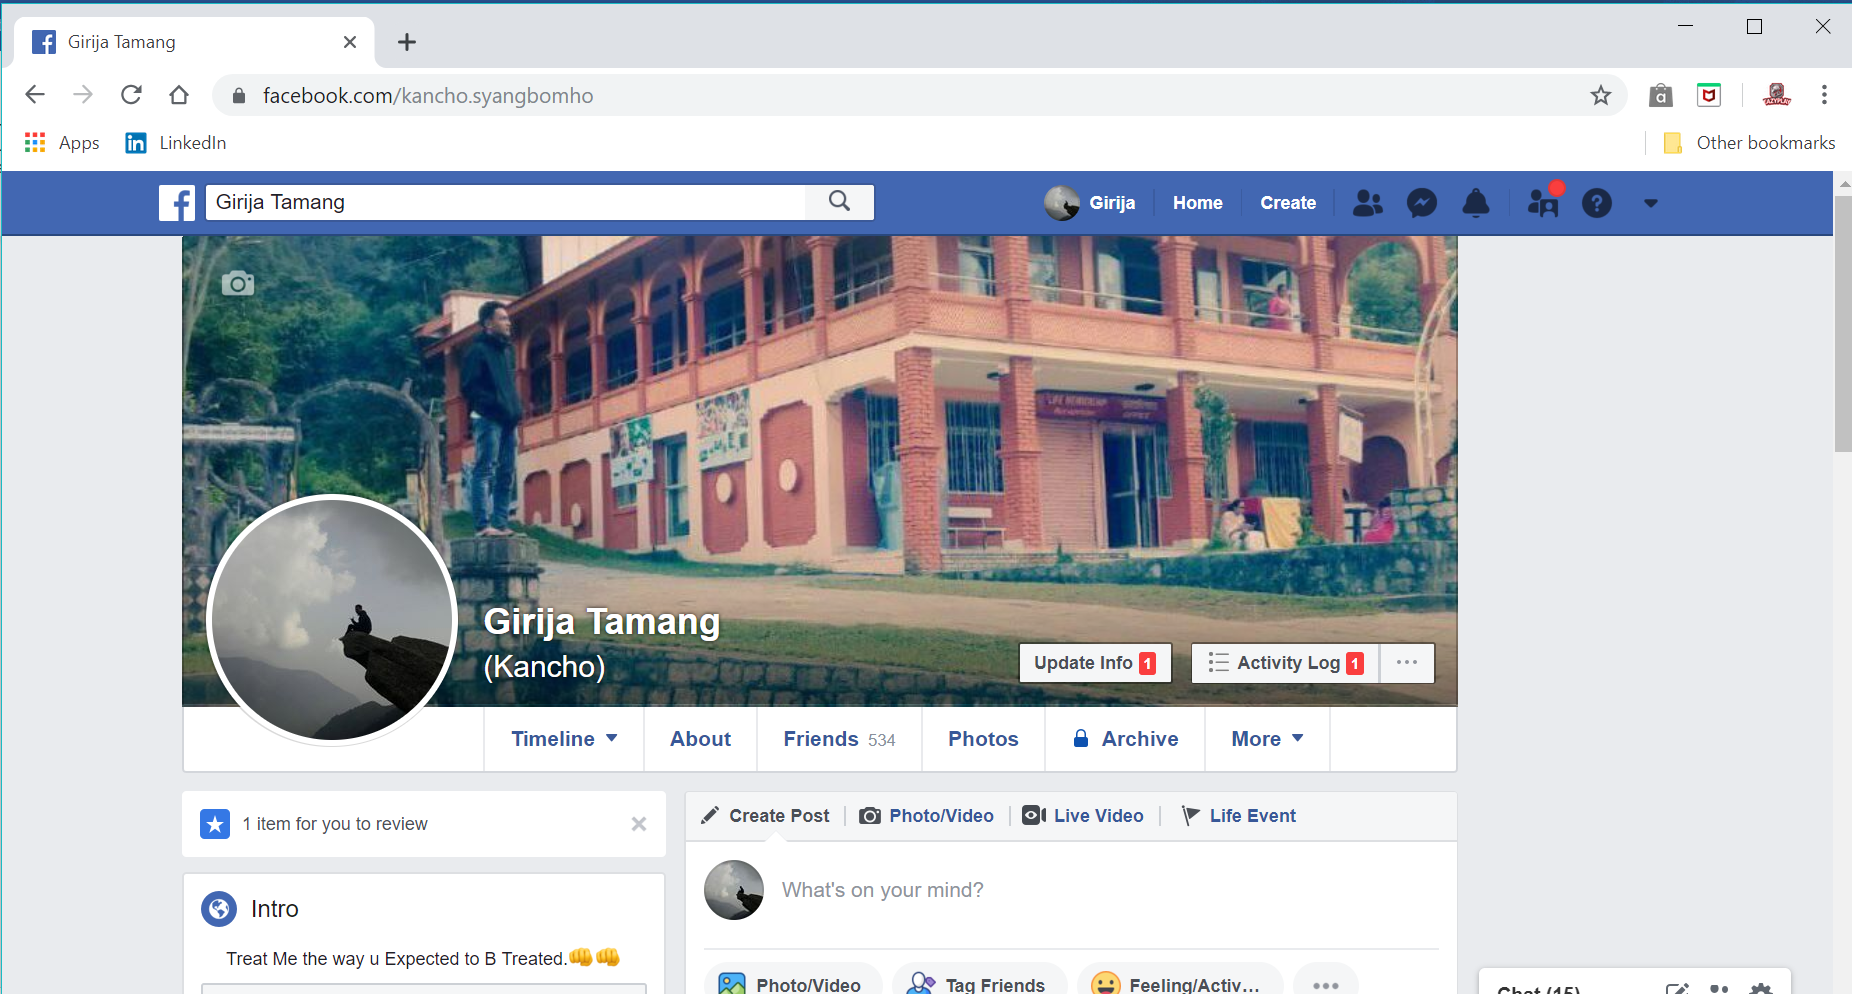 Girija Tamang
facebook.com/kancho.syangbomho
Apps LinkedIn Other bookmarks
Girija Tamang Girija Home Create
LIFE MEMBERSHIP
OFFICE
Girija Tamang
(Kancho)
Update Info 1 Activity Log 1
Timeline About Friends 534 Photos Archive More
1 item for you to review
Create Post Photo/Video Live Video Life Event
What's on your mind?
Intro
Treat Me the way u Expected to B Treated.👊👊
Photo/Video Tag Friends Feeling/Activ...
Chat (15)